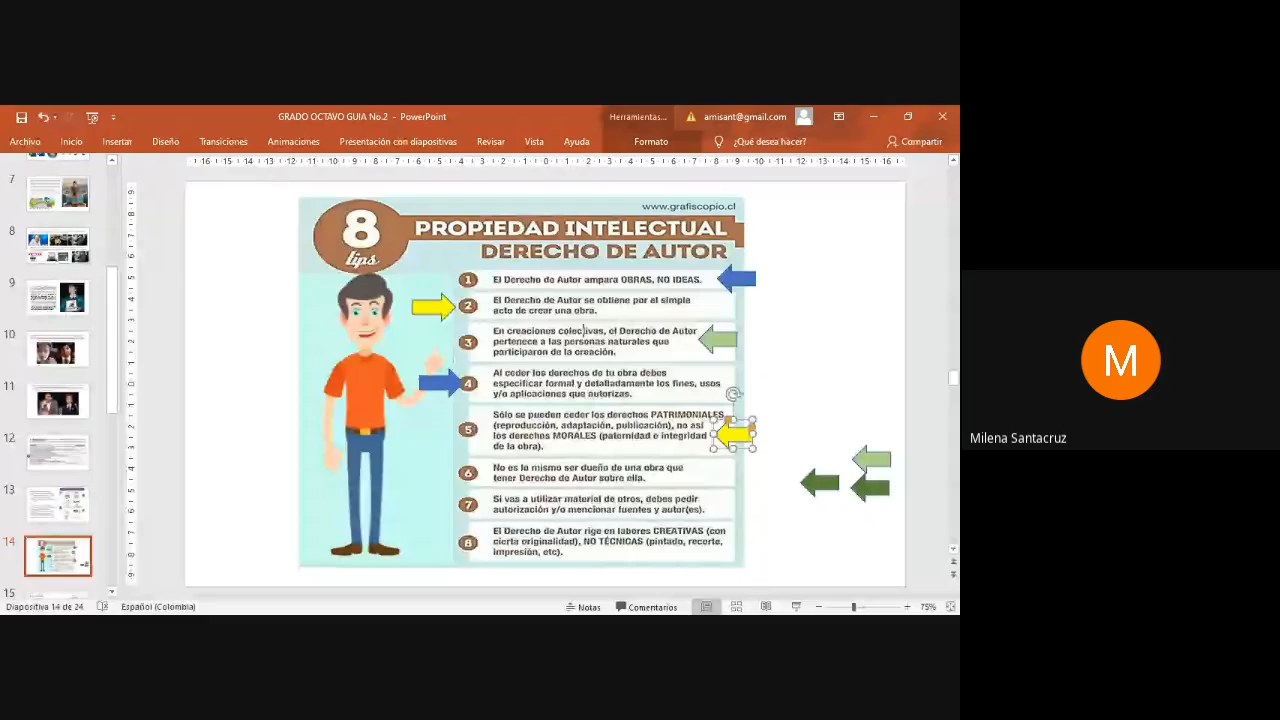 GRADO OCTAVO GUIA No.2 - PowerPoint
Herramientas...
amisant@gmail.com
Archivo
Inicio
Insertar
Diseño
Transiciones
Animaciones
Presentación con diapositivas
Revisar
Vista
Ayuda
Formato
¿Qué desea hacer?
Compartir
7
8
9
10
11
12
13
14
15
www.grafiscopio.cl
8
tips
PROPIEDAD INTELECTUAL
DERECHO DE AUTOR
1 El Derecho de Autor ampara OBRAS, NO IDEAS.
2 El Derecho de Autor se obtiene por el simple
acto de crear una obra.
3 En creaciones colectivas, el Derecho de Autor
pertenece a las personas naturales que
participaron de la creación.
4 Al ceder los derechos de tu obra debes
especificar formal y detalladamente los fines, usos
y/o aplicaciones que autorizas.
5 Sólo se pueden ceder los derechos PATRIMONIALES
(reproducción, adaptación, publicación), no así
los derechos MORALES (paternidad e integridad
de la obra).
6 No es lo mismo ser dueño de una obra que
tener Derecho de Autor sobre ella.
7 Si vas a utilizar material de otros, debes pedir
autorización y/o mencionar fuentes y autor(es).
8 El Derecho de Autor rige en labores CREATIVAS (con
cierta originalidad), NO TÉCNICAS (pintado, recorte,
impresión, etc).
Diapositiva 14 de 24
Español (Colombia)
Notas
Comentarios
75%
M
Milena Santacruz